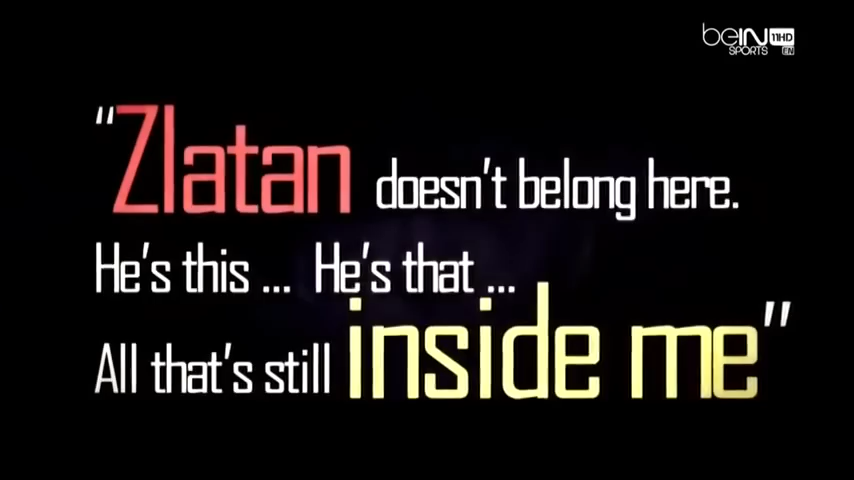 beIN 11HD
SPORTS EN
“Zlatan doesn't belong here.
He's this ... He's that ...
All that's still inside me”